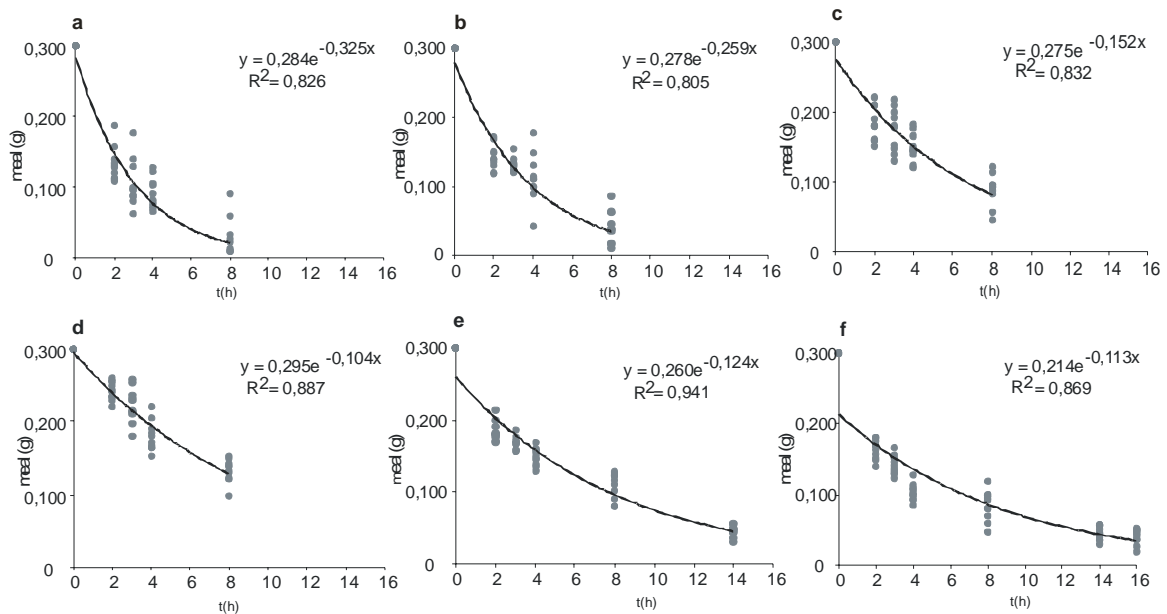 a
y = 0,284e^-0,325x
R² = 0,826
0,300
0,200
0,100
0
meal (g)
0 2 4 6 8 10 12 14 16
t(h)
b
y = 0,278e^-0,259x
R² = 0,805
0,300
0,200
0,100
0
meal (g)
0 2 4 6 8 10 12 14 16
t(h)
c
y = 0,275e^-0,152x
R² = 0,832
0,300
0,200
0,100
0
meal (g)
0 2 4 6 8 10 12 14 16
t(h)
d
y = 0,295e^-0,104x
R² = 0,887
0,300
0,200
0,100
0
meal (g)
0 2 4 6 8 10 12 14 16
t(h)
e
y = 0,260e^-0,124x
R² = 0,941
0,300
0,200
0,100
0
meal (g)
0 2 4 6 8 10 12 14 16
t(h)
f
y = 0,214e^-0,113x
R² = 0,869
0,300
0,200
0,100
0
meal (g)
0 2 4 6 8 10 12 14 16
t(h)